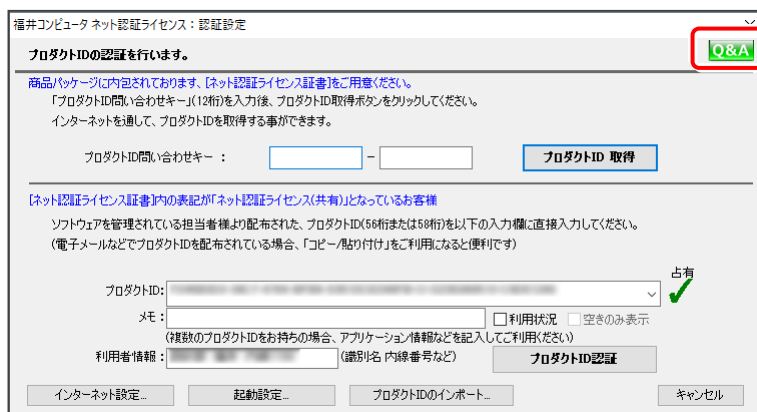 福井コンピュータ ネット認証ライセンス：認証設定
プロダクトIDの認証を行います。
Q&A
商品パッケージに内包されております、[ネット認証ライセンス証書]をご用意ください。
「プロダクトID問い合わせキー」(12桁)を入力後、プロダクトID取得ボタンをクリックしてください。
インターネットを通して、プロダクトIDを取得する事ができます。
プロダクトID問い合わせキー ： － プロダクトID 取得
[ネット認証ライセンス証書]内の表記が「ネット認証ライセンス(共有)」となっているお客様
ソフトウェアを管理されている担当者様より配布された、プロダクトID(56桁または58桁)を以下の入力欄に直接入力してください。
(電子メールなどでプロダクトIDを配布されている場合、「コピー/貼り付け」をご利用になると便利です)
占有
プロダクトID:
メモ： 利用状況 空きのみ表示
(複数のプロダクトIDをお持ちの場合、アプリケーション情報などを記入してご利用ください)
利用者情報： (識別名 内線番号など) プロダクトID認証
インターネット設定... 起動設定... プロダクトIDのインポート... キャンセル